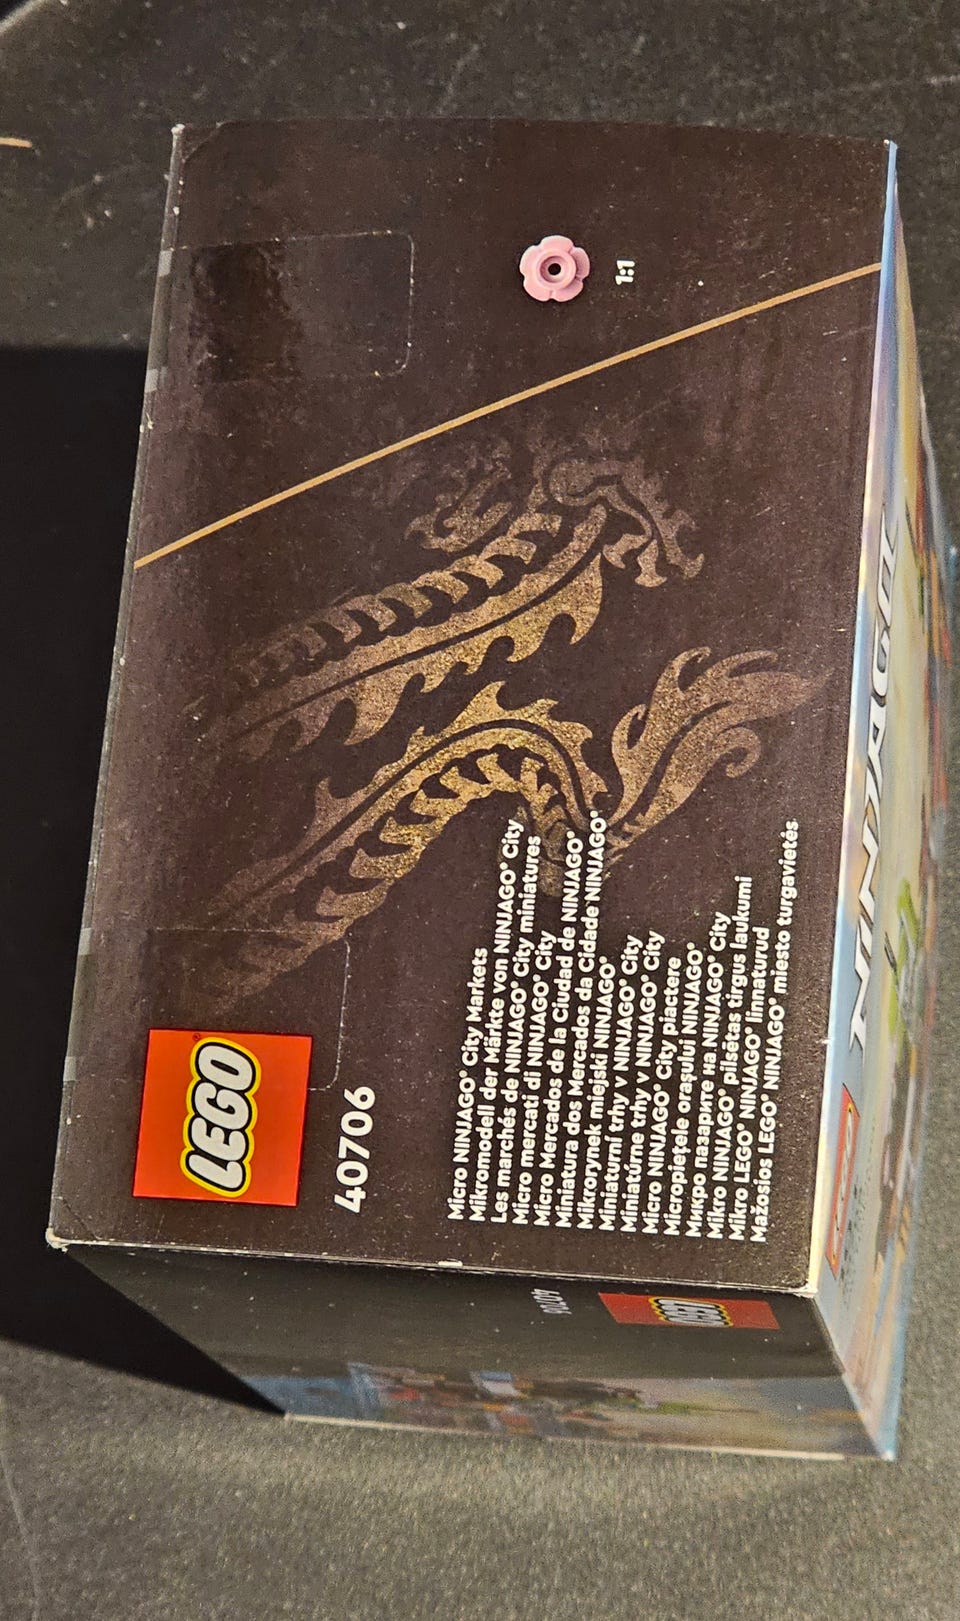 LEGO®
40706
Micro NINJAGO® City Markets
Mikromodell der Märkte von NINJAGO® City
Les marchés de NINJAGO® City miniatures
Micro mercati di NINJAGO® City
Micro Mercados de la Ciudad de NINJAGO®
Miniatura dos Mercados da Cidade NINJAGO®
Mikrorynek miejski NINJAGO®
Miniaturní trhy v NINJAGO® City
Miniatúrne trhy v NINJAGO® City
Micro NINJAGO® City piactere
Micropiețele orașului NINJAGO®
Микро пазарите на NINJAGO® City
Mikro NINJAGO® pilsētas tirgus laukumi
Mikro LEGO® NINJAGO® linnaturud
Mažosios LEGO® NINJAGO® miesto turgavietės
1:1
NINJAGO
LEGO
40706